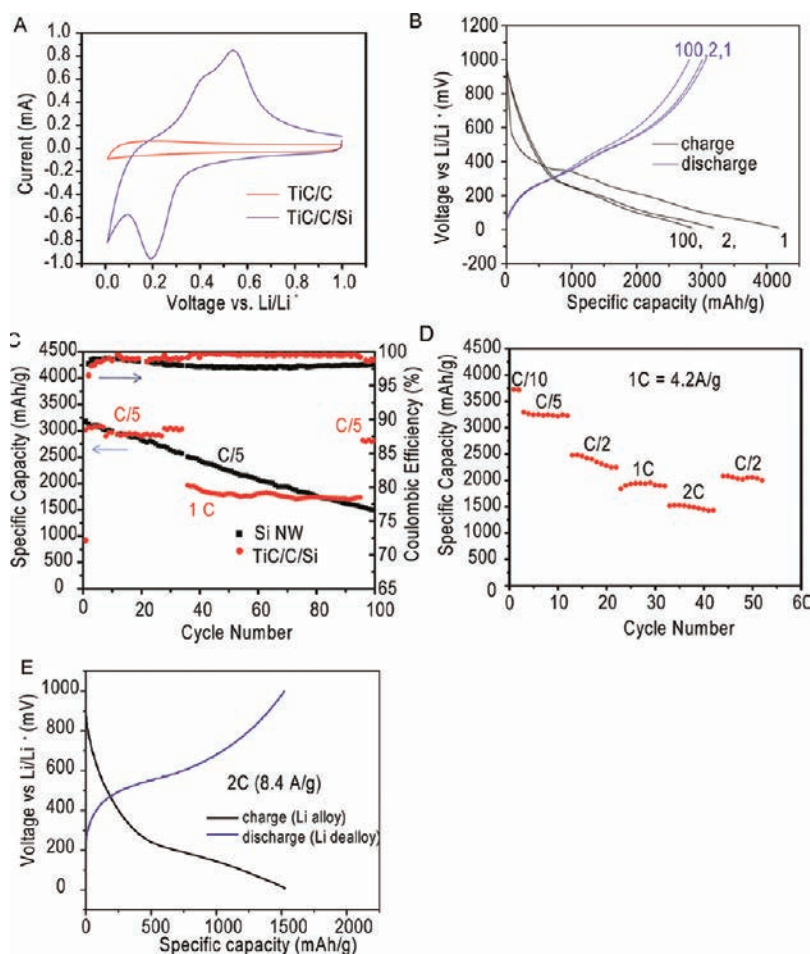 A
1.0
0.8
0.6
0.4
0.2
0.0
-0.2
-0.4
-0.6
-0.8
-1.0
Current (mA)
TiC/C
TiC/C/Si
0.0 0.2 0.4 0.6 0.8 1.0
Voltage vs. Li/Li
B
1200
1000
800
600
400
200
0
-200
Voltage vs Li/Li · (mV)
100,2,1
charge
discharge
100, 2, 1
0 1000 2000 3000 4000
Specific capacity (mAh/g)
C
4500
4000
3500
3000
2500
2000
1500
1000
500
0
Specific Capacity (mAh/g)
C/5
C/5
C/5
1 C
Si NW
TiC/C/Si
100
95
90
85
80
75
70
65
Coulombic Efficiency (%)
0 20 40 60 80 100
Cycle Number
D
4500
4000
3500
3000
2500
2000
1500
1000
500
0
Specific Capacity (mAh/g)
1C = 4.2A/g
C/10
C/5
C/2
1C
2C
C/2
0 10 20 30 40 50 60
Cycle Number
E
1000
800
600
400
200
0
Voltage vs Li/Li · (mV)
2C (8.4 A/g)
charge (Li alloy)
discharge (Li dealloy)
0 500 1000 1500 2000
Specific capacity (mAh/g)